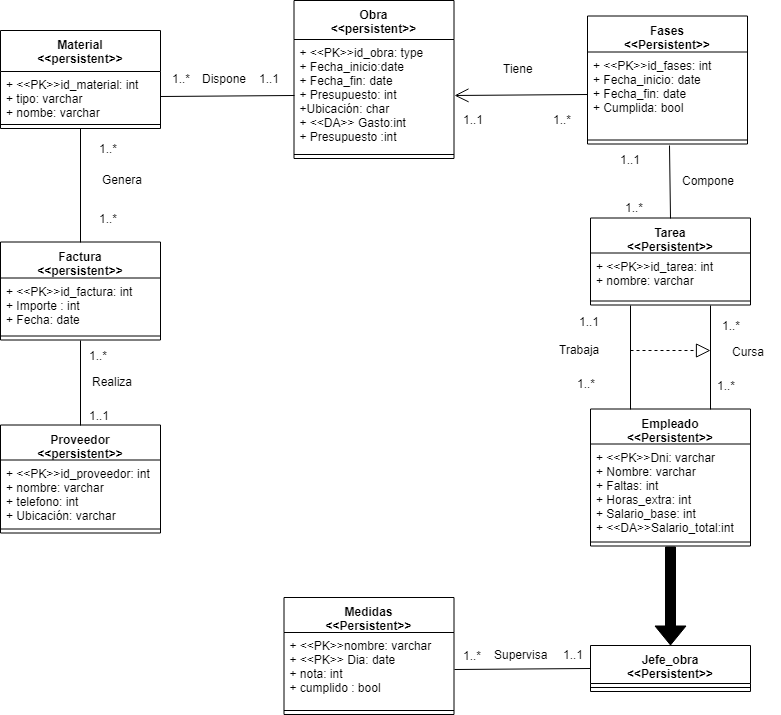 Obra
<<persistent>>
+ <<PK>>id_obra: type
+ Fecha_inicio:date
+ Fecha_fin: date
+ Presupuesto: int
+Ubicación: char
+ <<DA>> Gasto:int
+ Presupuesto :int
Fases
<<Persistent>>
+ <<PK>>id_fases: int
+ Fecha_inicio: date
+ Fecha_fin: date
+ Cumplida: bool
Material
<<persistent>>
+ <<PK>>id_material: int
+ tipo: varchar
+ nombe: varchar
1..* Dispone 1..1
Tiene
1..1 1..*
1..*
Genera
1..*
1..1
Compone
1..*
Tarea
<<Persistent>>
+ <<PK>>id_tarea: int
+ nombre: varchar
Factura
<<persistent>>
+ <<PK>>id_factura: int
+ Importe : int
+ Fecha: date
1..1 1..*
Trabaja Cursa
1..* 1..*
1..*
Realiza
1..1
Proveedor
<<persistent>>
+ <<PK>>id_proveedor: int
+ nombre: varchar
+ telefono: int
+ Ubicación: varchar
Empleado
<<Persistent>>
+ <<PK>>Dni: varchar
+ Nombre: varchar
+ Faltas: int
+ Horas_extra: int
+ Salario_base: int
+ <<DA>>Salario_total:int
Medidas
<<Persistent>>
+ <<PK>>nombre: varchar
+ <<PK>> Dia: date
+ nota: int
+ cumplido : bool
1..* Supervisa 1..1
Jefe_obra
<<Persistent>>